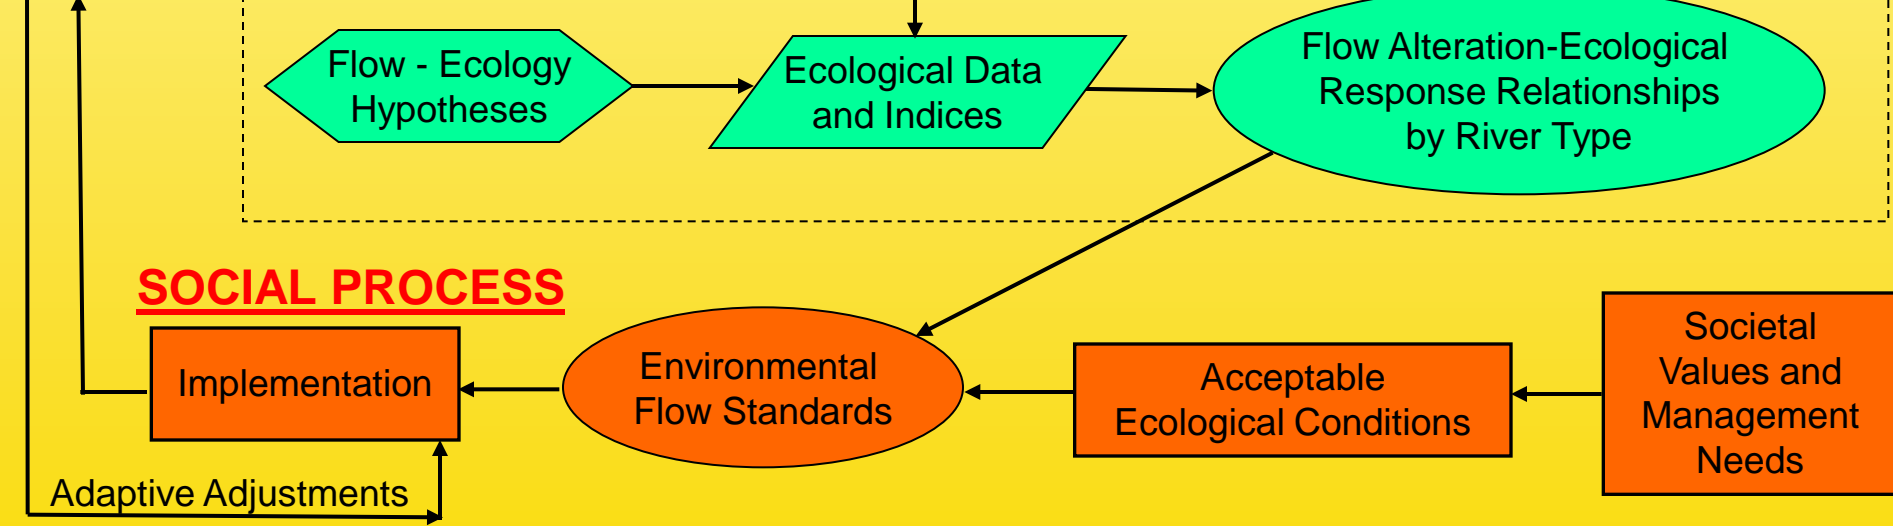 Flow - Ecology
Hypotheses
Ecological Data
and Indices
Flow Alteration-Ecological
Response Relationships
by River Type
SOCIAL PROCESS
Implementation
Environmental
Flow Standards
Acceptable
Ecological Conditions
Societal
Values and
Management
Needs
Adaptive Adjustments